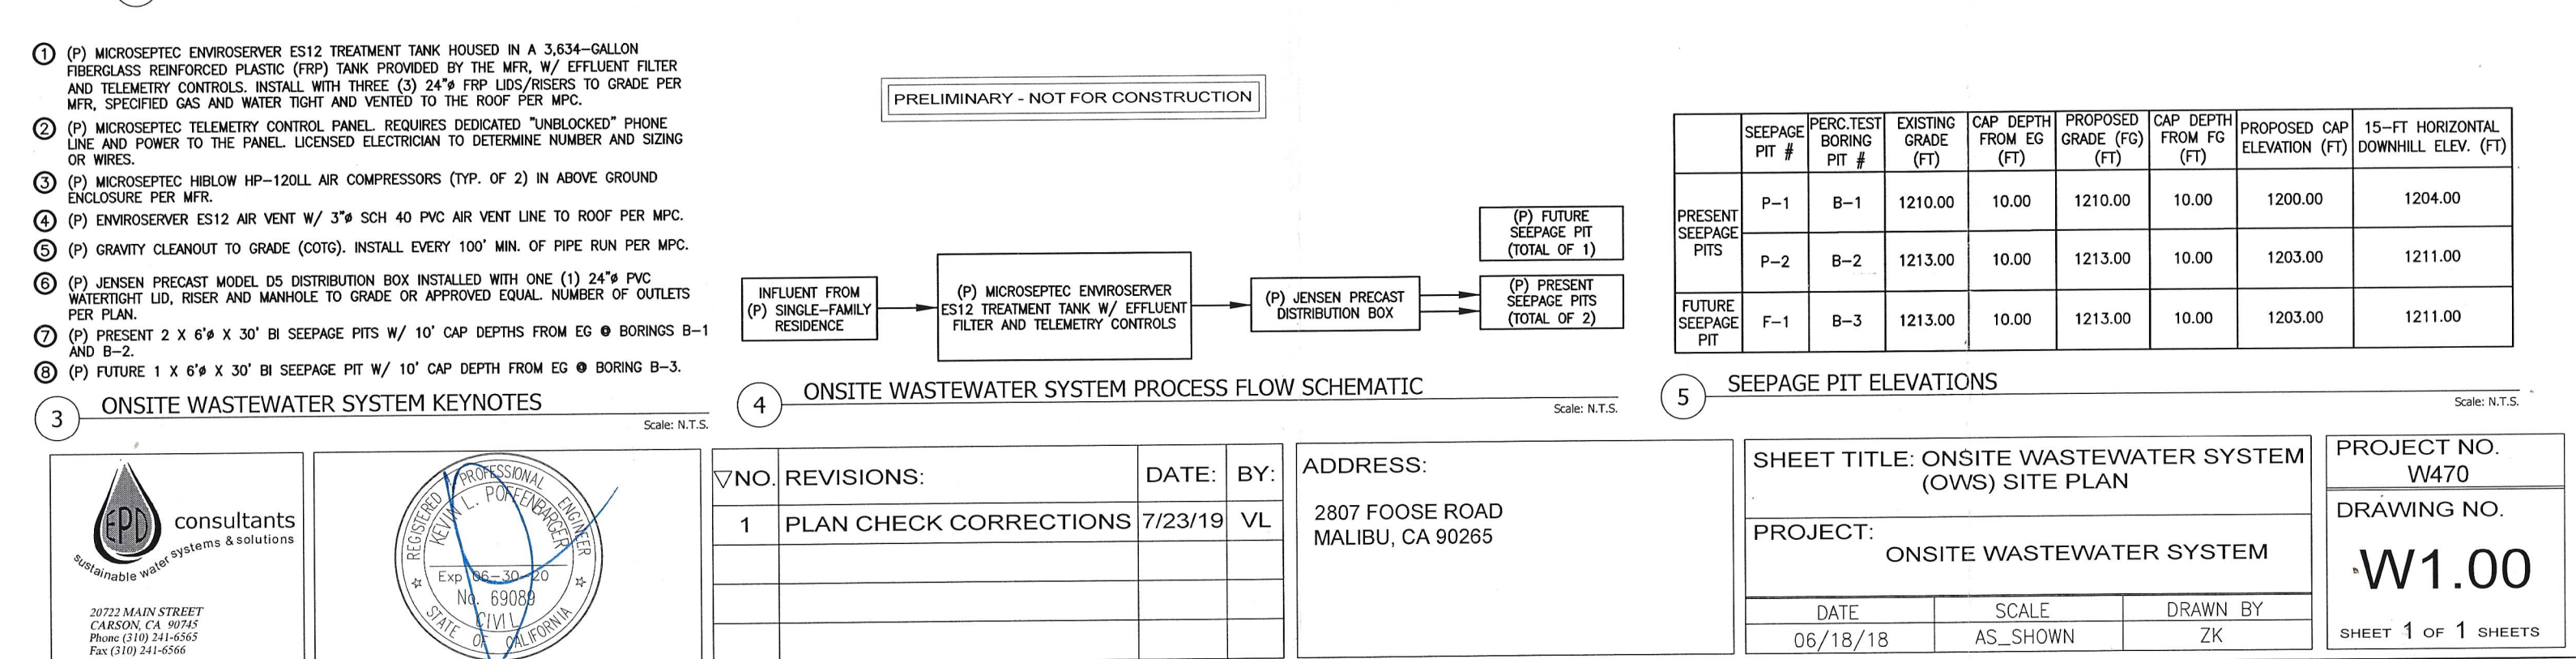 1 (P) MICROSEPTEC ENVIROSERVER ES12 TREATMENT TANK HOUSED IN A 3,634-GALLON
FIBERGLASS REINFORCED PLASTIC (FRP) TANK PROVIDED BY THE MFR, W/ EFFLUENT FILTER
AND TELEMETRY CONTROLS. INSTALL WITH THREE (3) 24"ø FRP LIDS/RISERS TO GRADE PER
MFR, SPECIFIED GAS AND WATER TIGHT AND VENTED TO THE ROOF PER MPC.
2 (P) MICROSEPTEC TELEMETRY CONTROL PANEL. REQUIRES DEDICATED "UNBLOCKED" PHONE
LINE AND POWER TO THE PANEL. LICENSED ELECTRICIAN TO DETERMINE NUMBER AND SIZING
OR WIRES.
3 (P) MICROSEPTEC HIBLOW HP-120LL AIR COMPRESSORS (TYP. OF 2) IN ABOVE GROUND
ENCLOSURE PER MFR.
4 (P) ENVIROSERVER ES12 AIR VENT W/ 3"ø SCH 40 PVC AIR VENT LINE TO ROOF PER MPC.
5 (P) GRAVITY CLEANOUT TO GRADE (COTG). INSTALL EVERY 100' MIN. OF PIPE RUN PER MPC.
6 (P) JENSEN PRECAST MODEL D5 DISTRIBUTION BOX INSTALLED WITH ONE (1) 24"ø PVC
WATERTIGHT LID, RISER AND MANHOLE TO GRADE OR APPROVED EQUAL. NUMBER OF OUTLETS
PER PLAN.
7 (P) PRESENT 2 X 6'ø X 30' BI SEEPAGE PITS W/ 10' CAP DEPTHS FROM EG @ BORINGS B-1
AND B-2.
8 (P) FUTURE 1 X 6'ø X 30' BI SEEPAGE PIT W/ 10' CAP DEPTH FROM EG @ BORING B-3.
3 ONSITE WASTEWATER SYSTEM KEYNOTES
Scale: N.T.S.
PRELIMINARY - NOT FOR CONSTRUCTION
INFLUENT FROM
(P) SINGLE-FAMILY
RESIDENCE
(P) MICROSEPTEC ENVIROSERVER
ES12 TREATMENT TANK W/ EFFLUENT
FILTER AND TELEMETRY CONTROLS
(P) JENSEN PRECAST
DISTRIBUTION BOX
(P) FUTURE
SEEPAGE PIT
(TOTAL OF 1)
(P) PRESENT
SEEPAGE PITS
(TOTAL OF 2)
4 ONSITE WASTEWATER SYSTEM PROCESS FLOW SCHEMATIC
Scale: N.T.S.
SEEPAGE PIT # PERC.TEST BORING PIT # EXISTING GRADE (FT) CAP DEPTH FROM EG (FT) PROPOSED GRADE (FG) (FT) CAP DEPTH FROM FG (FT) PROPOSED CAP ELEVATION (FT) 15-FT HORIZONTAL DOWNHILL ELEV. (FT)
PRESENT SEEPAGE PITS
P-1 B-1 1210.00 10.00 1210.00 10.00 1200.00 1204.00
P-2 B-2 1213.00 10.00 1213.00 10.00 1203.00 1211.00
FUTURE SEEPAGE PIT
F-1 B-3 1213.00 10.00 1213.00 10.00 1203.00 1211.00
5 SEEPAGE PIT ELEVATIONS
Scale: N.T.S.
EPD consultants
sustainable water systems & solutions
20722 MAIN STREET
CARSON, CA 90745
Phone (310) 241-6565
Fax (310) 241-6566
REGISTERED PROFESSIONAL ENGINEER
KEVIN L. POFFENBARGER
Exp 06-30-20
No. 69089
CIVIL
STATE OF CALIFORNIA
▽NO. REVISIONS: DATE: BY:
1 PLAN CHECK CORRECTIONS 7/23/19 VL
ADDRESS:
2807 FOOSE ROAD
MALIBU, CA 90265
SHEET TITLE: ONSITE WASTEWATER SYSTEM
(OWS) SITE PLAN
PROJECT:
ONSITE WASTEWATER SYSTEM
DATE SCALE DRAWN BY
06/18/18 AS_SHOWN ZK
PROJECT NO.
W470
DRAWING NO.
W1.00
SHEET 1 OF 1 SHEETS